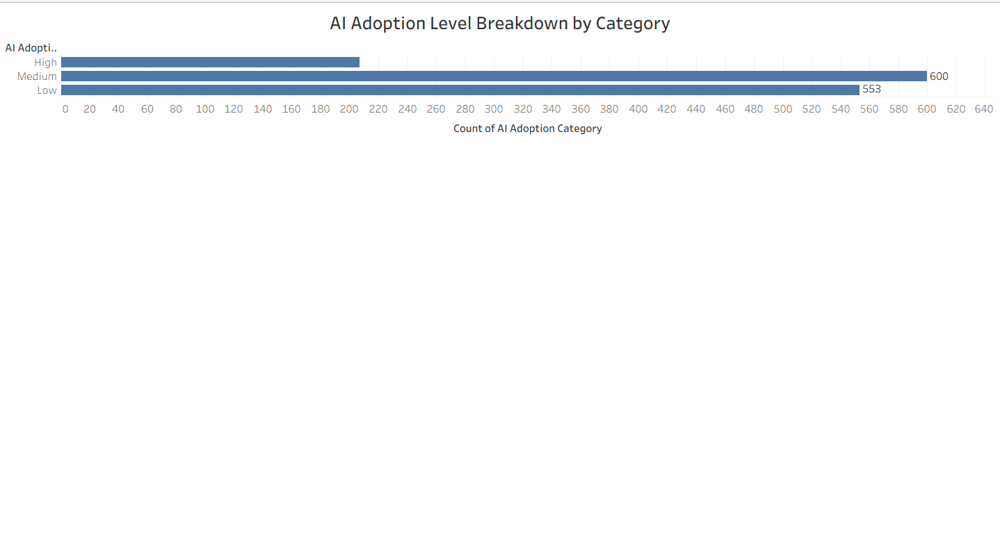 AI Adoption Level Breakdown by Category
AI Adopti..
High
Medium 600
Low 553
0 20 40 60 80 100 120 140 160 180 200 220 240 260 280 300 320 340 360 380 400 420 440 460 480 500 520 540 560 580 600 620 640
Count of AI Adoption Category